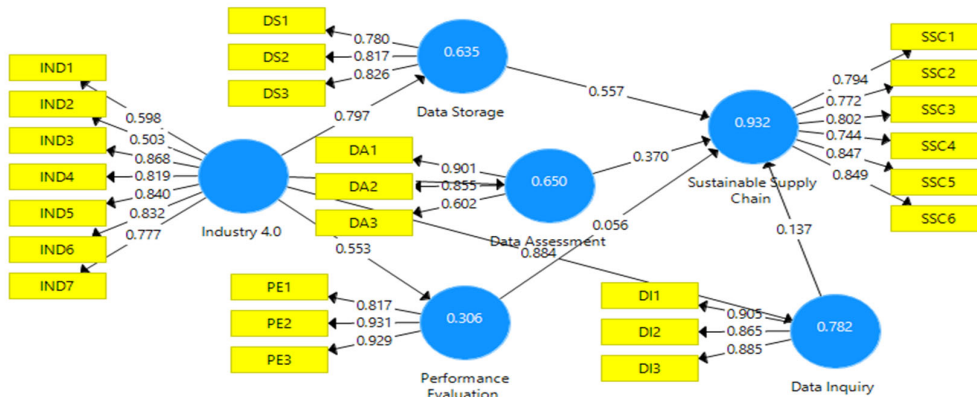 DS1
DS2
DS3
0.780
0.817
0.826
0.635
Data Storage
SSC1
SSC2
SSC3
SSC4
SSC5
SSC6
0.794
0.772
0.802
0.744
0.847
0.849
0.932
Sustainable Supply
Chain
IND1
IND2
IND3
IND4
IND5
IND6
IND7
0.598
0.503
0.868
0.819
0.840
0.832
0.777
Industry 4.0
0.797
0.557
DA1
DA2
DA3
0.901
0.855
0.602
0.650
Data Assessment
0.370
0.056
0.884
0.553
0.137
PE1
PE2
PE3
0.817
0.931
0.929
0.306
Performance
Evaluation
DI1
DI2
DI3
0.905
0.865
0.885
0.782
Data Inquiry